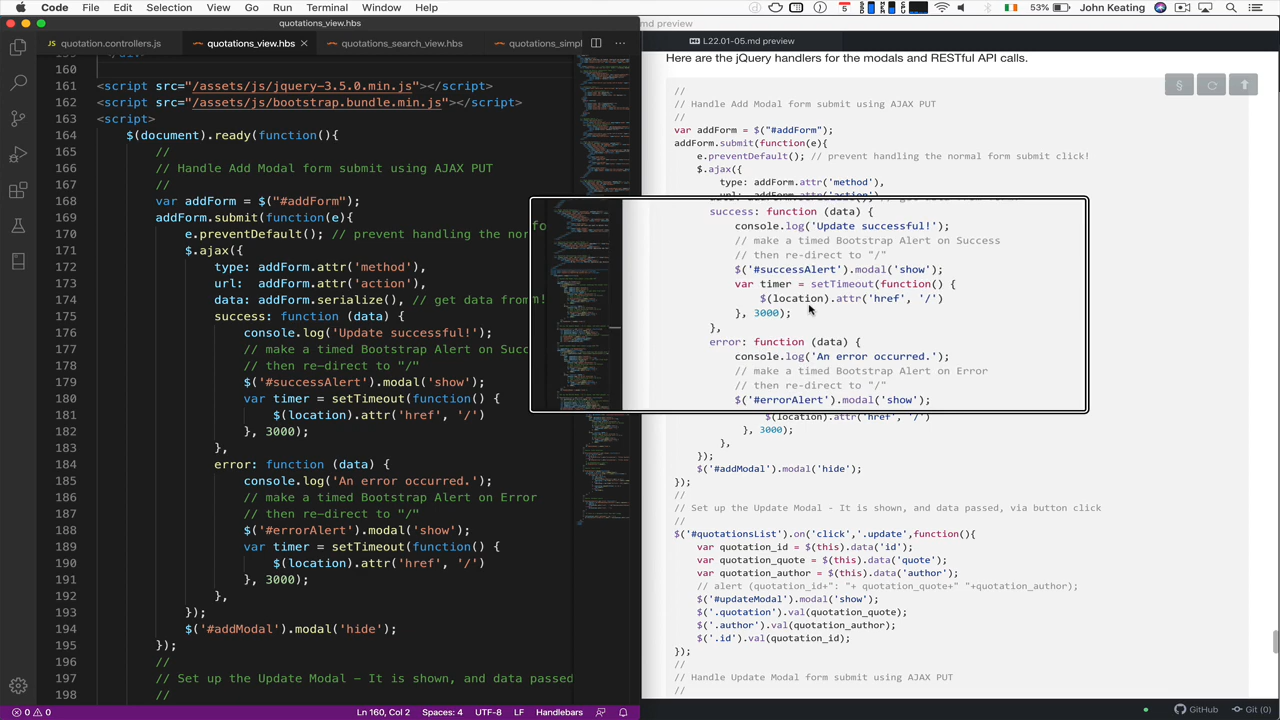 Code File Edit Selection View Go Run Terminal Window Help
5 53% John Keating
quotations_view.hbs
md preview
quotation.controllers.js
quotations_view.hbs
quotations_search_view.hbs
quotations_simpl
L22.01-05.md preview
160
<script src="/assets/js/jquery-3.5.0.min.js" ></script>
<script src="/assets/js/bootstrap.bundle.min.js"></script>
<script>
164 $(document).ready(function(){
165 //
166 // Handle Add Modal form submit using AJAX PUT
167 //
168 var addForm = $("#addForm");
169 addForm.submit(function(e){
170 e.preventDefault(); // prevent handling the nor
171 $.ajax({
172 type: addForm.attr('method'),
173 url: addForm.attr('action'),
174 data: addForm.serialize(), // get data from
175 success: function (data) {
176 console.log('Update successful!');
177 // make a timed Bootstrap Alert on Succ
178 // then re-direct to "/"
179 $('#successAlert').modal('show');
180 var timer = setTimeout(function() {
181 $(location).attr('href', '/')
182 }, 3000);
183 },
184 error: function (data) {
185 console.log('An error occurred.');
186 // make a timed Bootstrap Alert on Error
187 // then re-direct to "/"
188 $('#errorAlert').modal('show');
189 var timer = setTimeout(function() {
190 $(location).attr('href', '/')
191 }, 3000);
192 },
193 });
194 $('#addModal').modal('hide');
195 });
196 //
197 // Set up the Update Modal – It is shown, and data passed
198 //
Here are the jQuery handlers for the modals and RESTful API calls.
//
// Handle Add Modal form submit using AJAX PUT
//
var addForm = $("#addForm");
addForm.submit(function(e){
e.preventDefault(); // prevent handling the normal form submit click!
$.ajax({
type: addForm.attr('method'),
success: function (data) {
console.log('Update successful!');
// make a timed Bootstrap Alert on Success
// then re-direct to "/"
$('#successAlert').modal('show');
var timer = setTimeout(function() {
$(location).attr('href', '/')
}, 3000);
},
error: function (data) {
console.log('An error occurred.');
// make a timed Bootstrap Alert on Error
// then re-direct to "/"
$('#errorAlert').modal('show');
$(location).attr('href', '/')
}, 3000);
},
});
$('#addModal').modal('hide');
});
//
// Set up the Update Modal - It is shown, and data passed, via button click
//
$('#quotationsList').on('click','.update',function(){
var quotation_id = $(this).data('id');
var quotation_quote = $(this).data('quote');
var quotation_author = $(this).data('author');
// alert (quotation_id+": "+ quotation_quote+" "+quotation_author);
$('#updateModal').modal('show');
$('.quotation').val(quotation_quote);
$('.author').val(quotation_author);
$('.id').val(quotation_id);
});
//
// Handle Update Modal form submit using AJAX PUT
//
0 0 Ln 160, Col 2 Spaces: 4 UTF-8 LF Handlebars
GitHub Git (0)